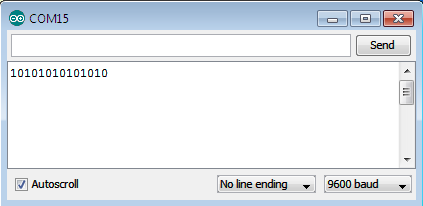 COM15
Send
10101010101010
Autoscroll
No line ending
9600 baud